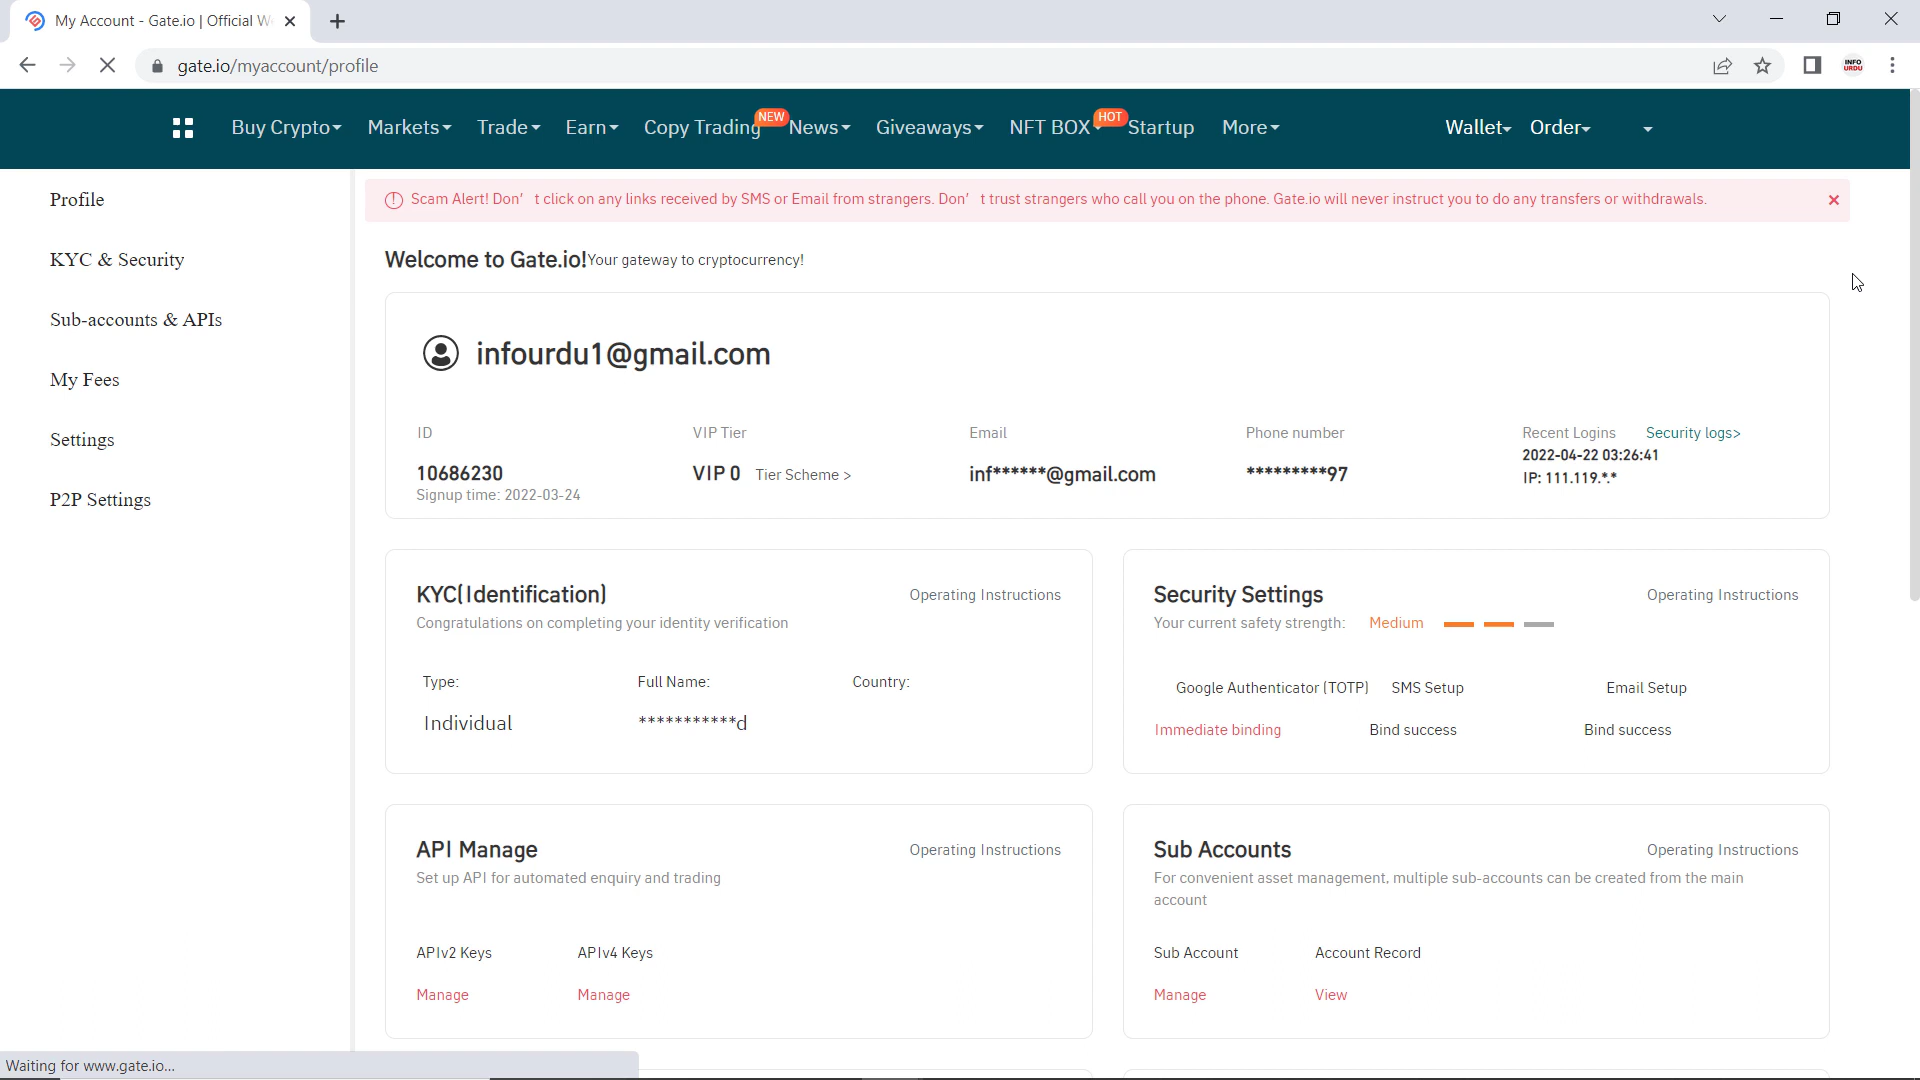 My Account - Gate.io | Official W
gate.io/myaccount/profile
INFO
URDU
Buy Crypto Markets Trade Earn Copy Trading NEW News Giveaways NFT BOX HOT Startup More Wallet Order
Profile
KYC & Security
Sub-accounts & APIs
My Fees
Settings
P2P Settings
Scam Alert! Don’ t click on any links received by SMS or Email from strangers. Don’ t trust strangers who call you on the phone. Gate.io will never instruct you to do any transfers or withdrawals.
Welcome to Gate.io! Your gateway to cryptocurrency!
infourdu1@gmail.com
ID VIP Tier Email Phone number Recent Logins Security logs>
2022-04-22 03:26:41
10686230 VIP 0 Tier Scheme > inf******@gmail.com *********97 IP: 111.119.*.*
Signup time: 2022-03-24
KYC(Identification) Operating Instructions
Congratulations on completing your identity verification
Type: Full Name: Country:
Individual ***********d
Security Settings Operating Instructions
Your current safety strength: Medium
Google Authenticator (TOTP) SMS Setup Email Setup
Immediate binding Bind success Bind success
API Manage Operating Instructions
Set up API for automated enquiry and trading
APIv2 Keys APIv4 Keys
Manage Manage
Sub Accounts Operating Instructions
For convenient asset management, multiple sub-accounts can be created from the main
account
Sub Account Account Record
Manage View
Waiting for www.gate.io...